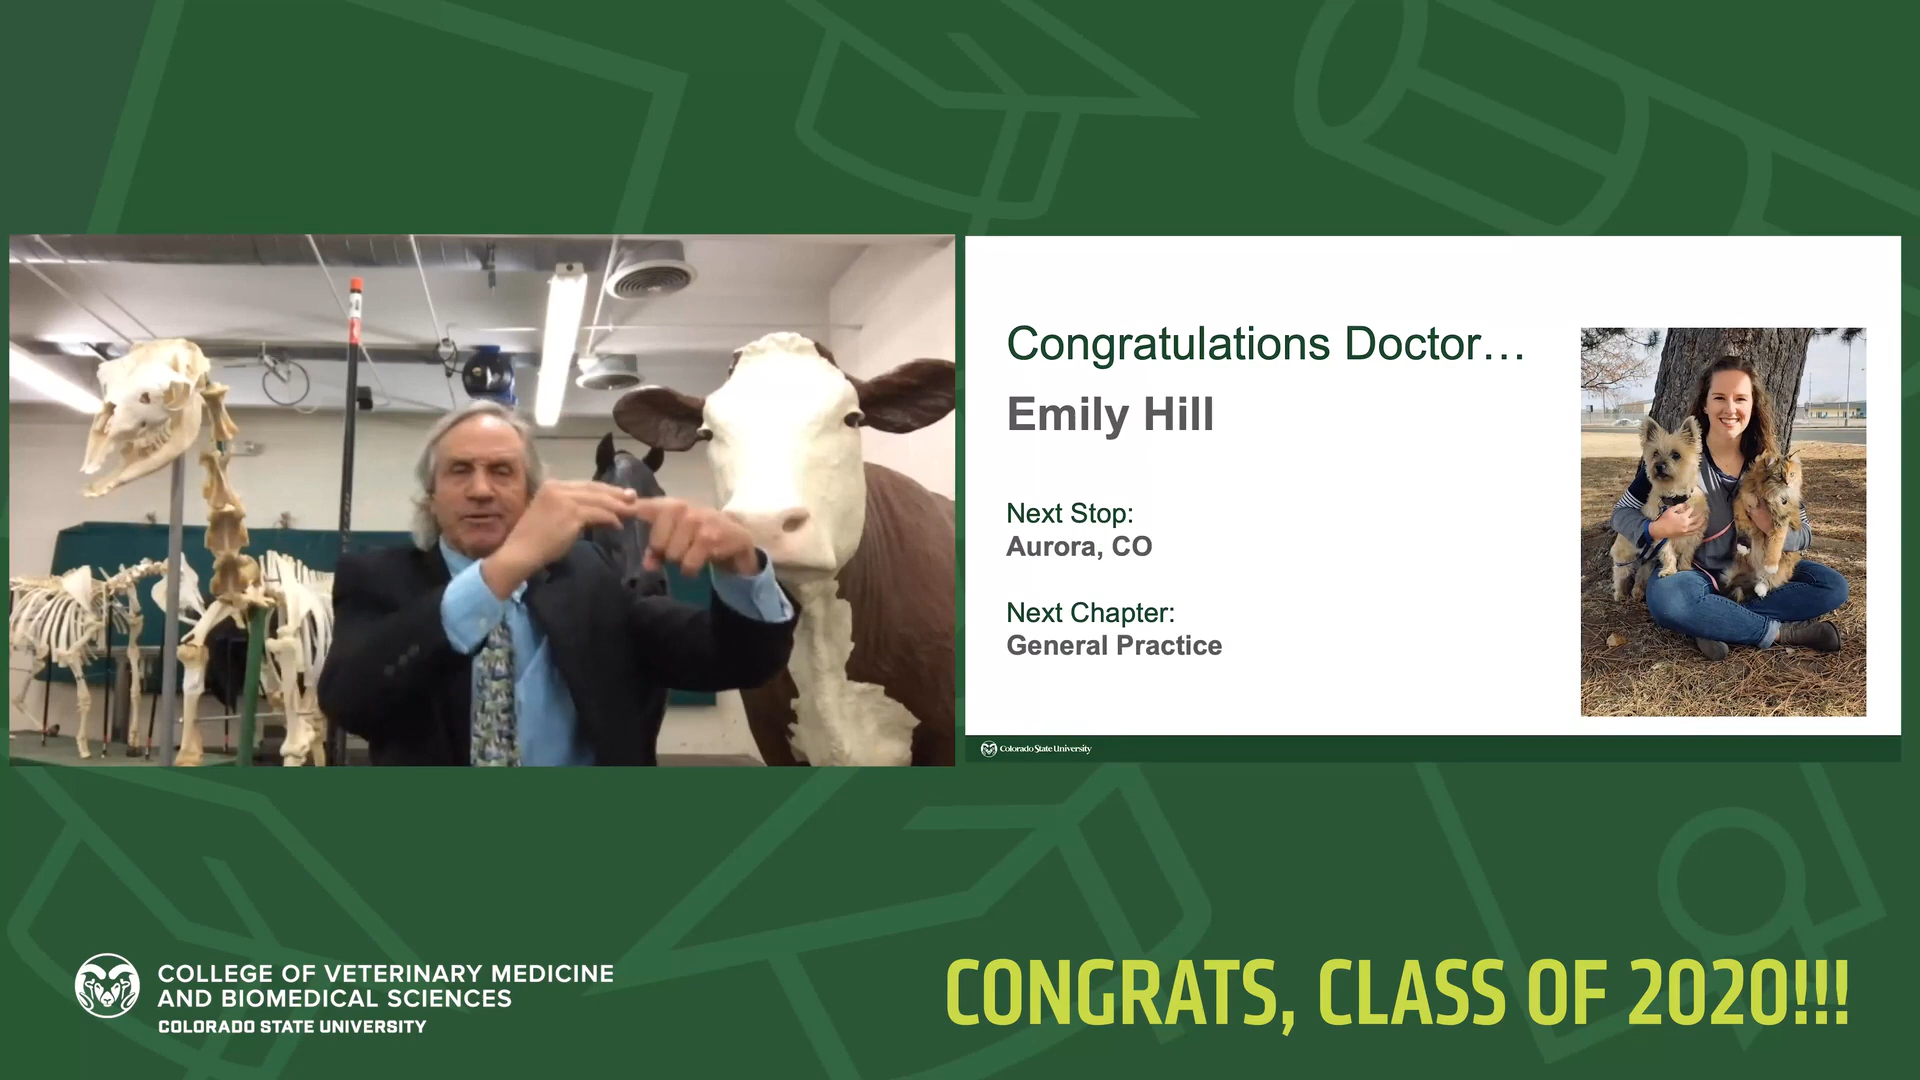 Congratulations Doctor…
Emily Hill
Next Stop:
Aurora, CO
Next Chapter:
General Practice
Colorado State University
COLLEGE OF VETERINARY MEDICINE
AND BIOMEDICAL SCIENCES
COLORADO STATE UNIVERSITY
CONGRATS, CLASS OF 2020!!!